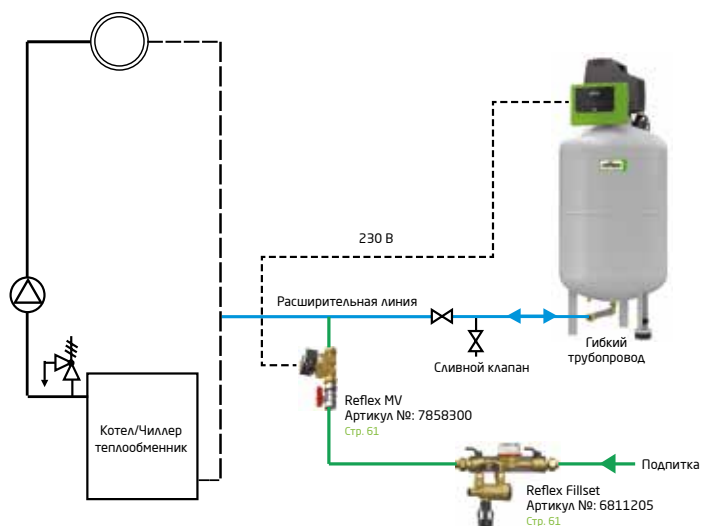 230 В
Расширительная линия
Сливной клапан
Гибкий
трубопровод
Котел/Чиллер
теплообменник
Reflex MV
Артикул №: 7858300
Стр. 61
Подпитка
Reflex Fillset
Артикул №: 6811205
Стр. 61
reflex